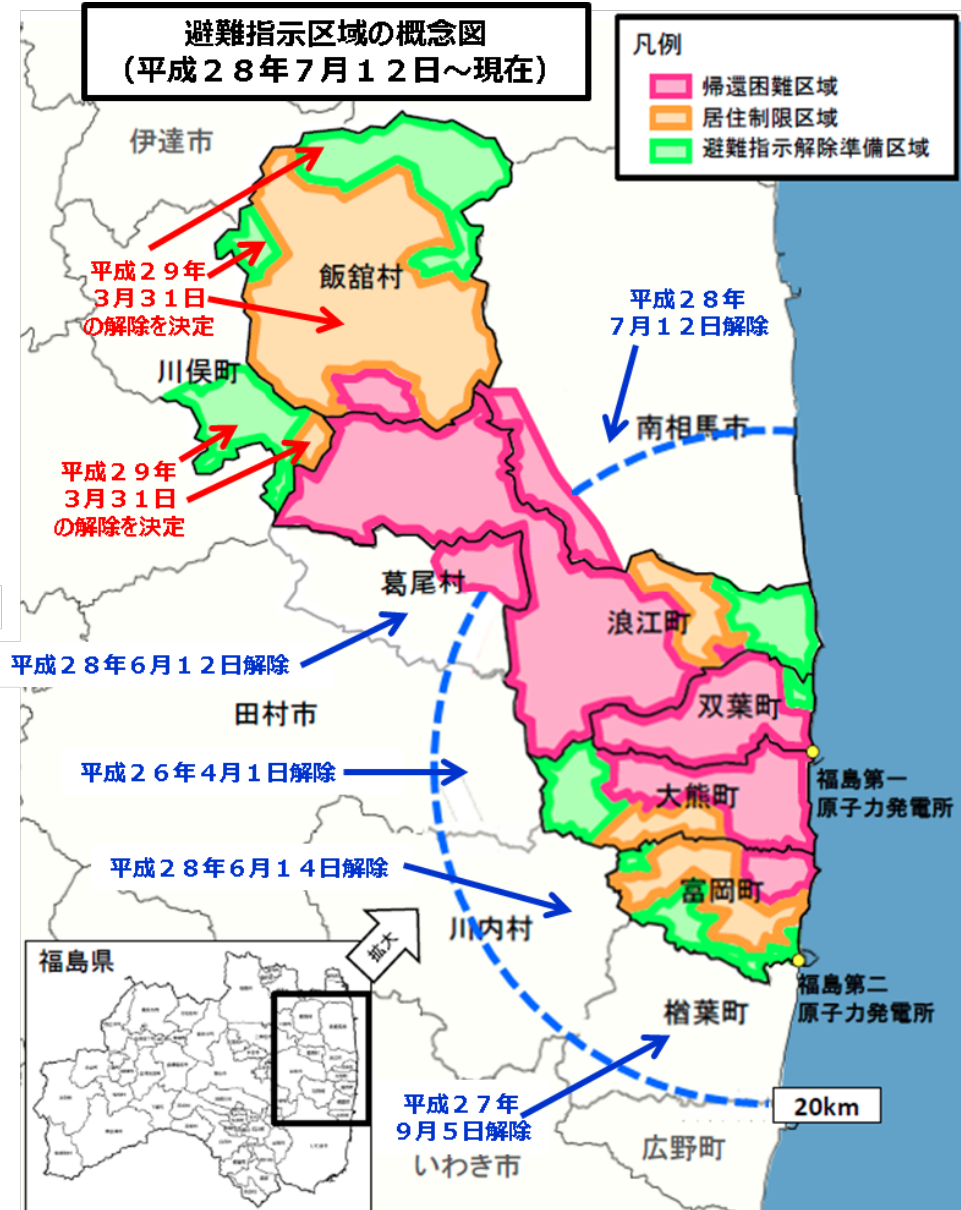 避難指示区域の概念図
（平成２８年７月１２日～現在）
凡例
帰還困難区域
居住制限区域
避難指示解除準備区域
伊達市
平成２９年
３月３１日
の解除を決定
飯舘村
平成２８年
７月１２日解除
川俣町
南相馬市
平成２９年
３月３１日
の解除を決定
葛尾村
浪江町
平成２８年６月１２日解除
田村市
双葉町
平成２６年４月１日解除
大熊町
福島第一
原子力発電所
平成２８年６月１４日解除
富岡町
川内村
拡大
福島県
福島第二
原子力発電所
楢葉町
平成２７年
９月５日解除
20km
広野町
いわき市